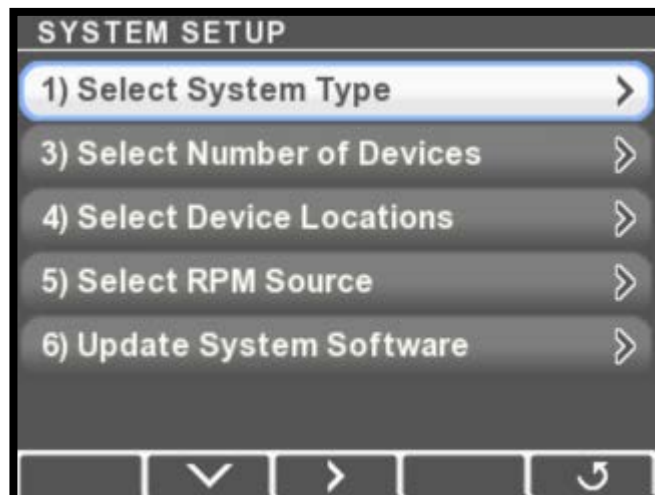 SYSTEM SETUP
1) Select System Type
3) Select Number of Devices
4) Select Device Locations
5) Select RPM Source
6) Update System Software